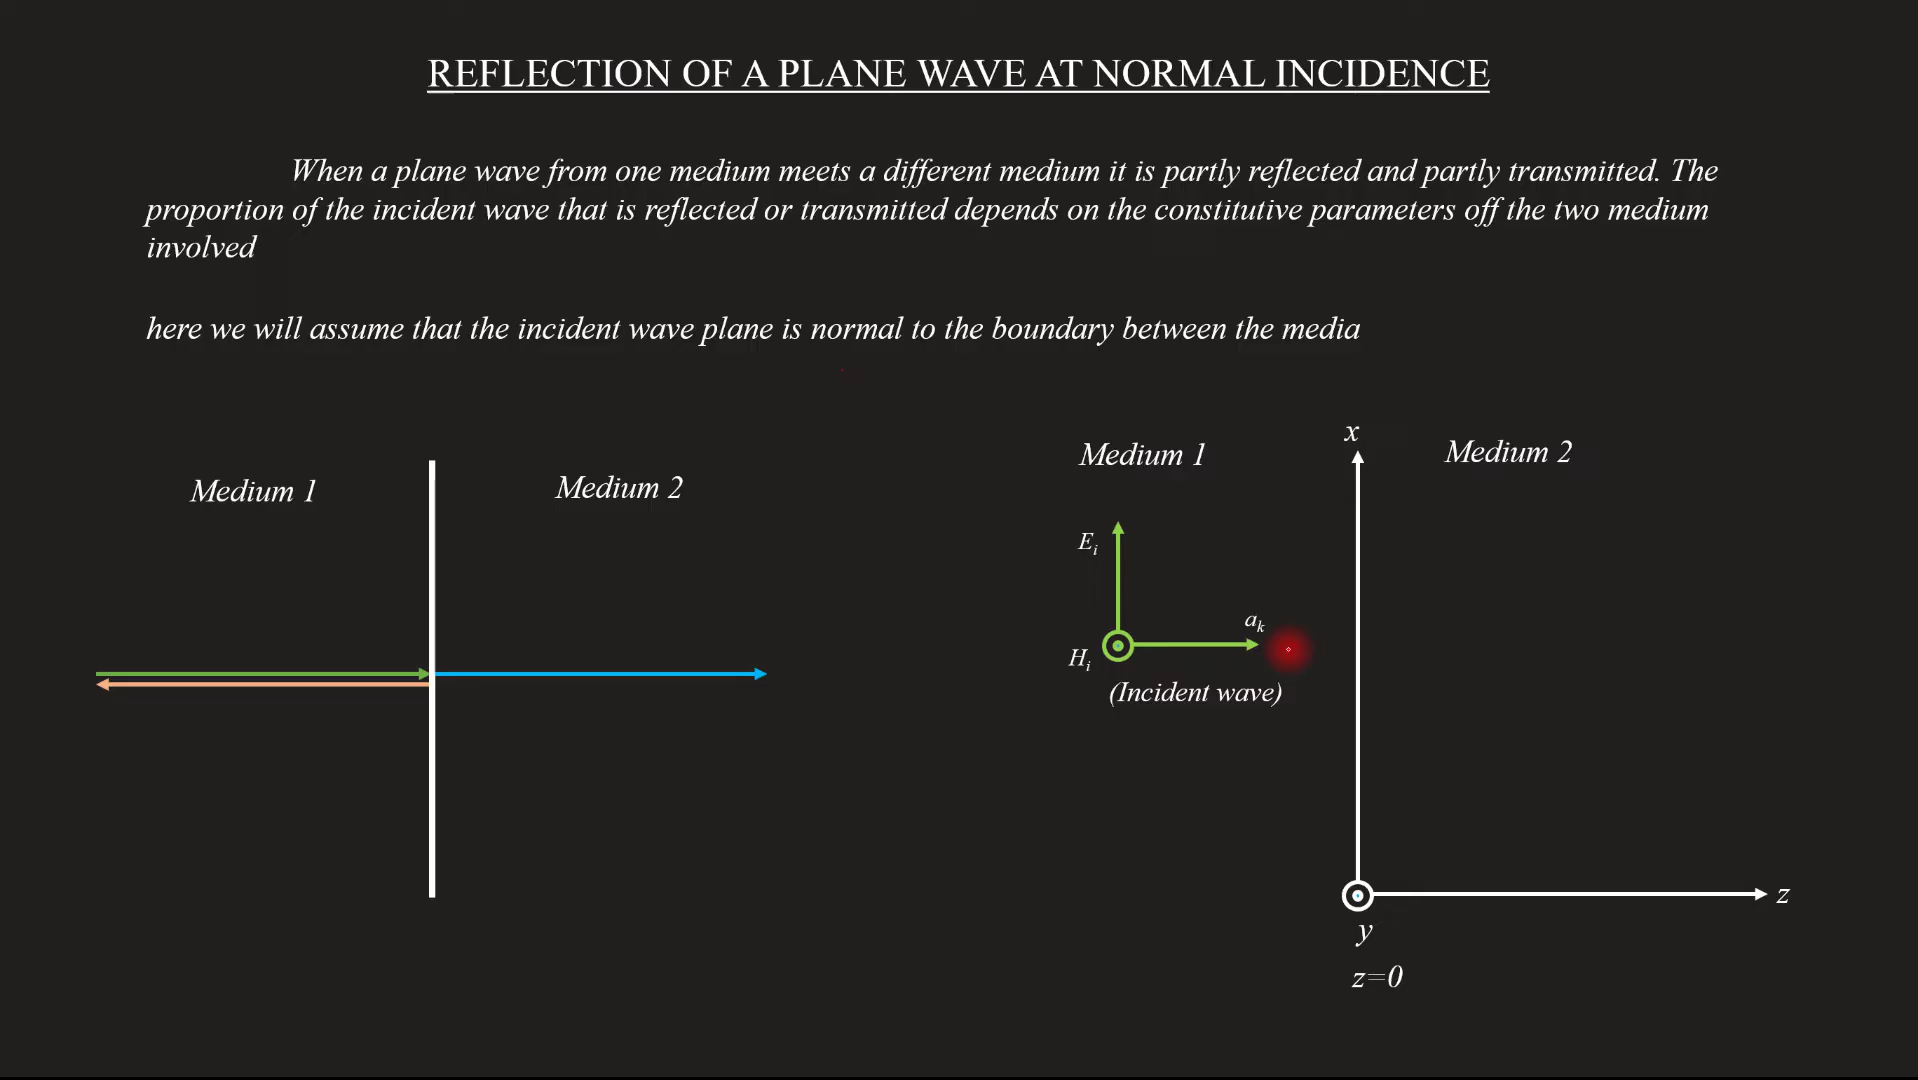 REFLECTION OF A PLANE WAVE AT NORMAL INCIDENCE
When a plane wave from one medium meets a different medium it is partly reflected and partly transmitted. The
proportion of the incident wave that is reflected or transmitted depends on the constitutive parameters off the two medium
involved
here we will assume that the incident wave plane is normal to the boundary between the media
Medium 1
Medium 2
Medium 1
x
Medium 2
Ei
ak
Hi
(Incident wave)
z
y
z=0